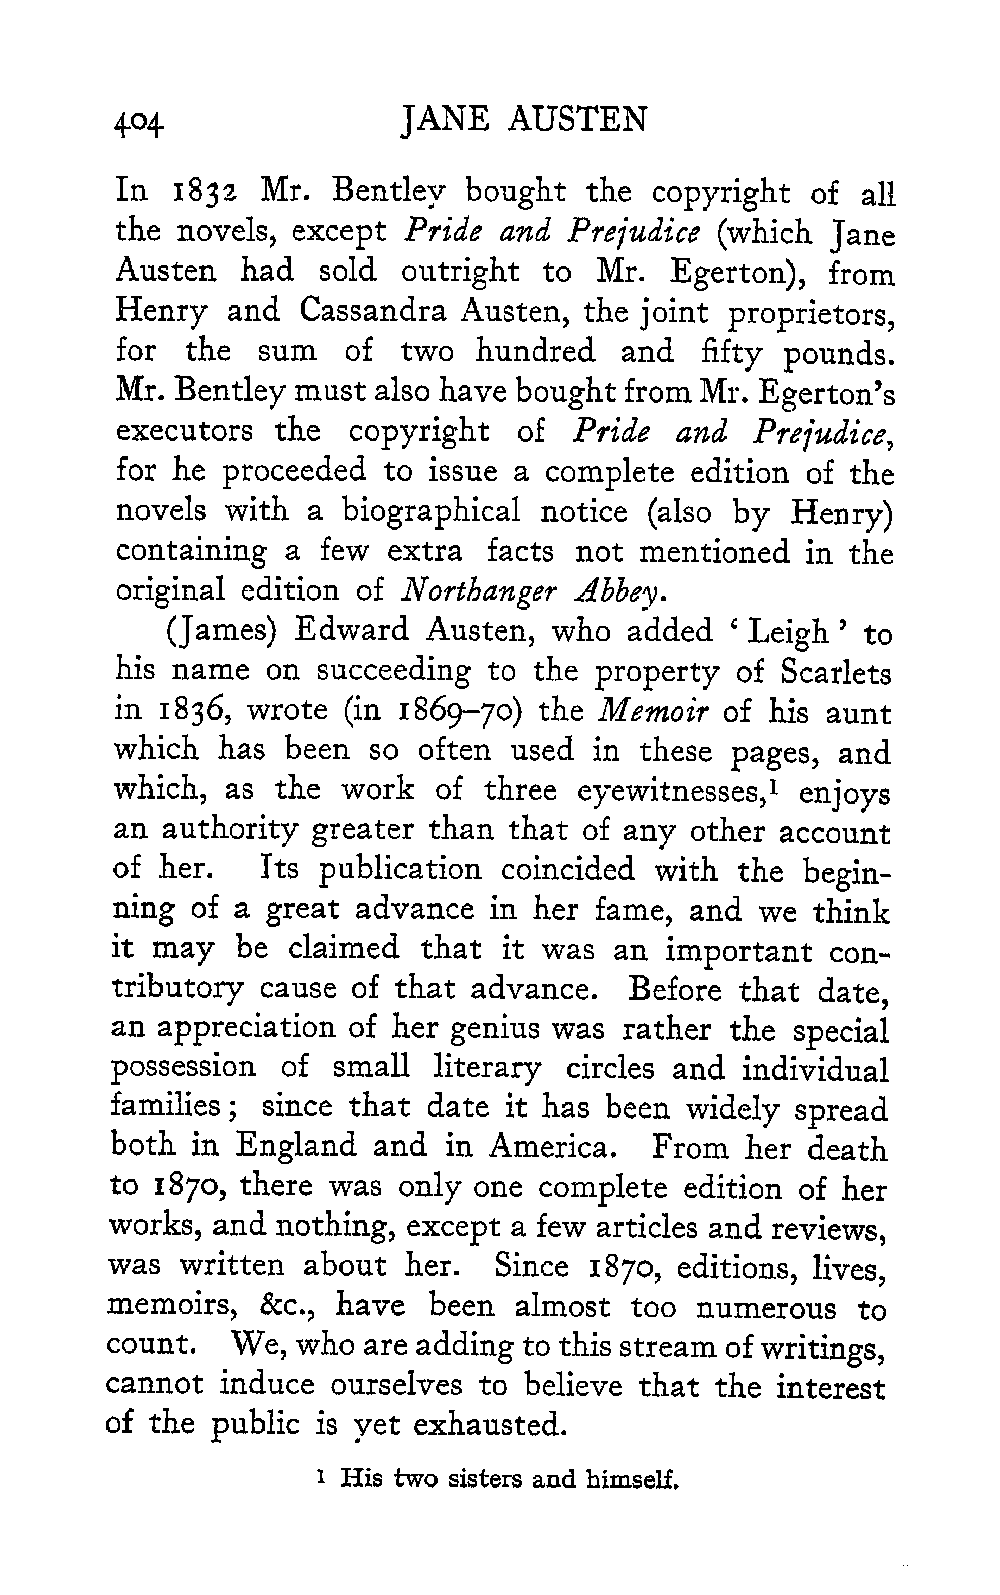 404 JANE AUSTEN
In 1832 Mr. Bentley bought the copyright of all
the novels, except Pride and Prejudice (which Jane
Austen had sold outright to Mr. Egerton), from
Henry and Cassandra Austen, the joint proprietors,
for the sum of two hundred and fifty pounds.
Mr. Bentley must also have bought from Mr. Egerton's
executors the copyright of Pride and Prejudice,
for he proceeded to issue a complete edition of the
novels with a biographical notice (also by Henry)
containing a few extra facts not mentioned in the
original edition of Northanger Abbey.
(James) Edward Austen, who added ‘ Leigh ’ to
his name on succeeding to the property of Scarlets
in 1836, wrote (in 1869–70) the Memoir of his aunt
which has been so often used in these pages, and
which, as the work of three eyewitnesses,¹ enjoys
an authority greater than that of any other account
of her. Its publication coincided with the begin-
ning of a great advance in her fame, and we think
it may be claimed that it was an important con-
tributory cause of that advance. Before that date,
an appreciation of her genius was rather the special
possession of small literary circles and individual
families ; since that date it has been widely spread
both in England and in America. From her death
to 1870, there was only one complete edition of her
works, and nothing, except a few articles and reviews,
was written about her. Since 1870, editions, lives,
memoirs, &c., have been almost too numerous to
count. We, who are adding to this stream of writings,
cannot induce ourselves to believe that the interest
of the public is yet exhausted.
¹ His two sisters and himself.